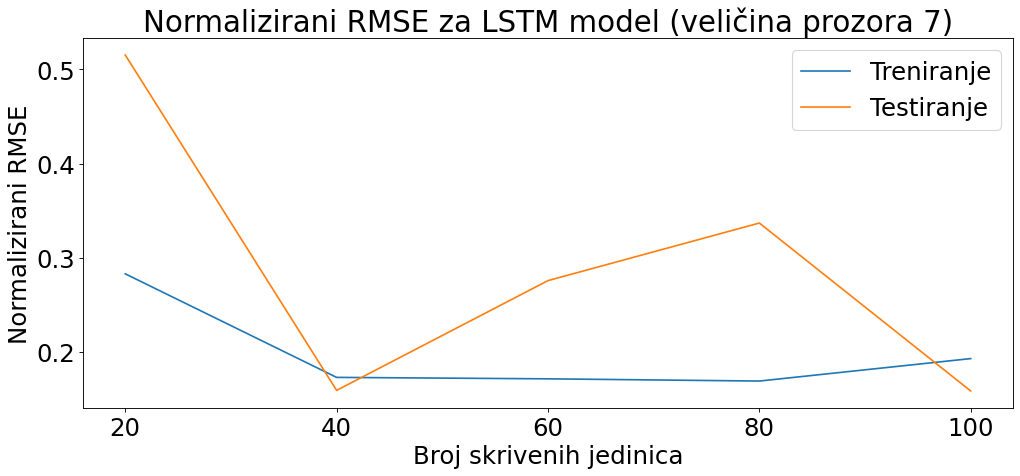 Normalizirani RMSE za LSTM model (veličina prozora 7)
Treniranje
Testiranje
Normalizirani RMSE
0.5
0.4
0.3
0.2
20 40 60 80 100
Broj skrivenih jedinica